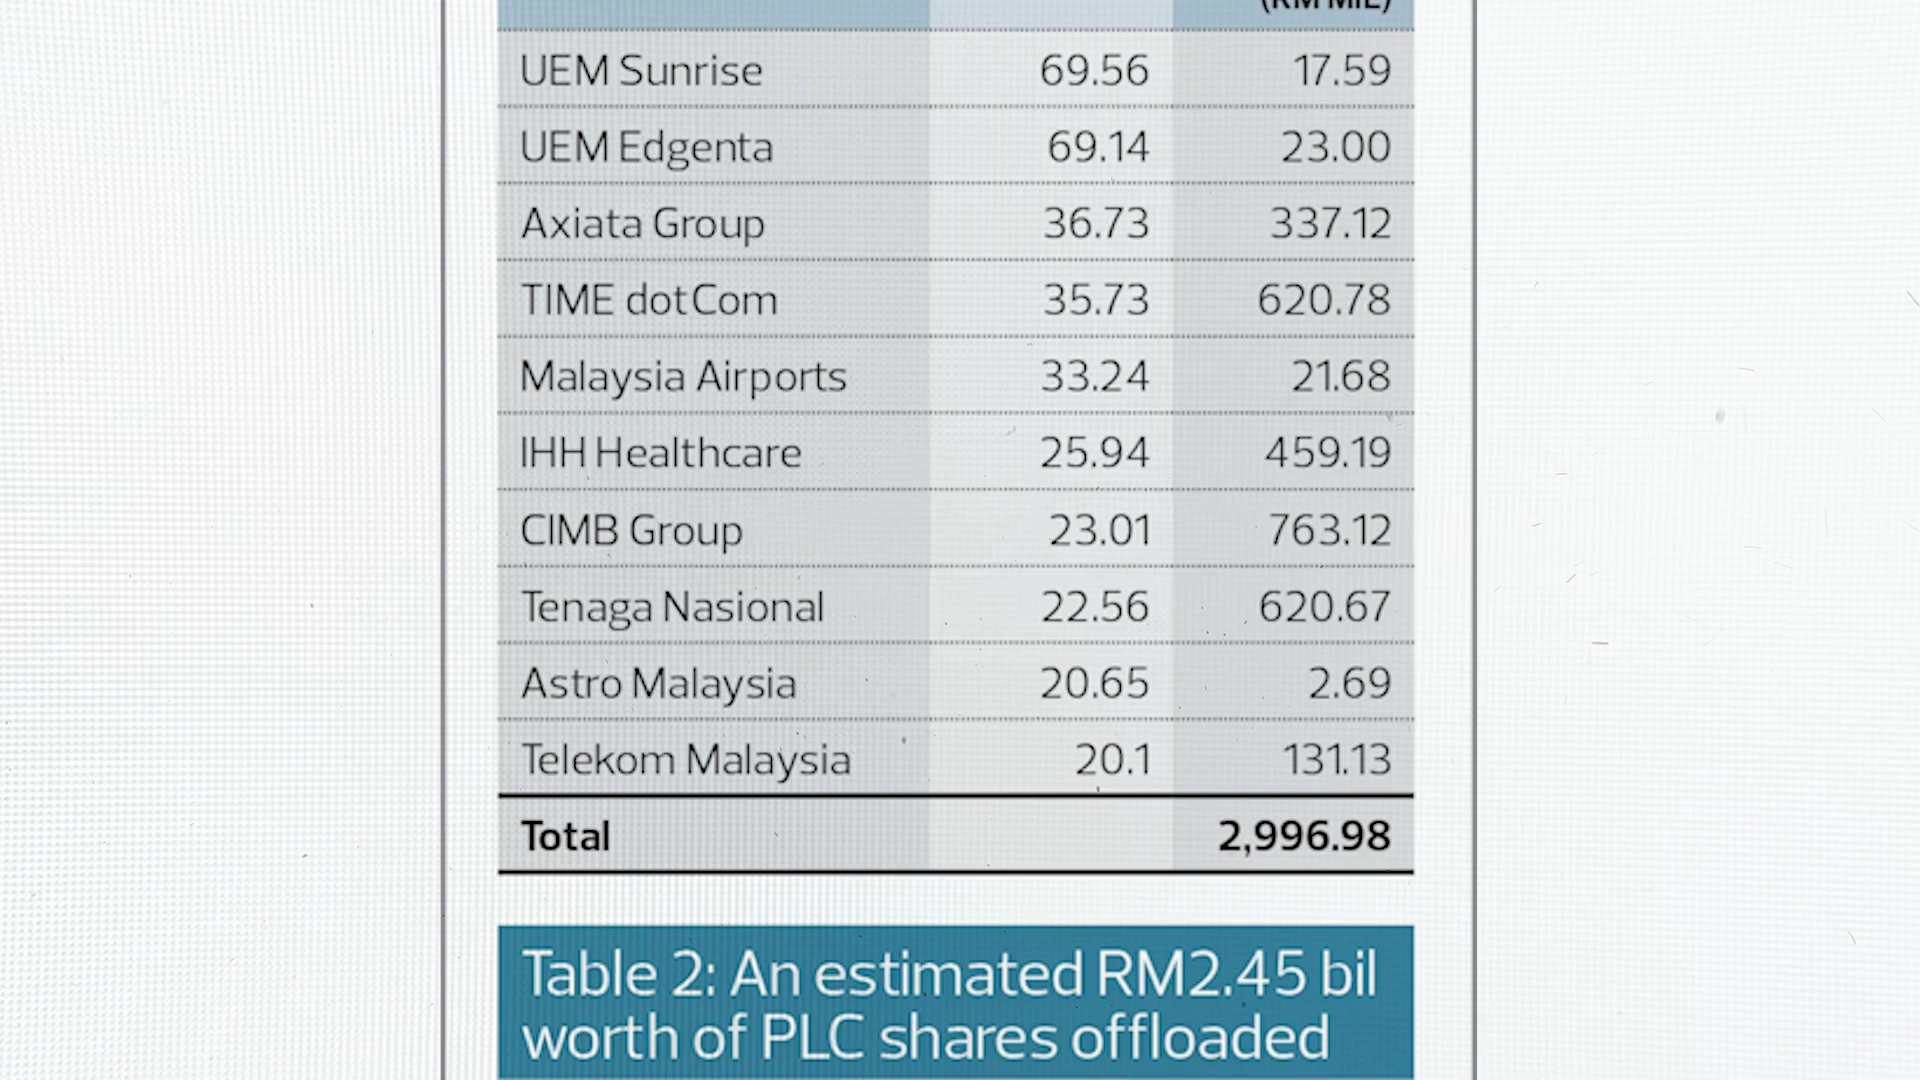 (RM MIL)
UEM Sunrise 69.56 17.59
UEM Edgenta 69.14 23.00
Axiata Group 36.73 337.12
TIME dotCom 35.73 620.78
Malaysia Airports 33.24 21.68
IHH Healthcare 25.94 459.19
CIMB Group 23.01 763.12
Tenaga Nasional 22.56 620.67
Astro Malaysia 20.65 2.69
Telekom Malaysia 20.1 131.13
Total 2,996.98
Table 2: An estimated RM2.45 bil
worth of PLC shares offloaded